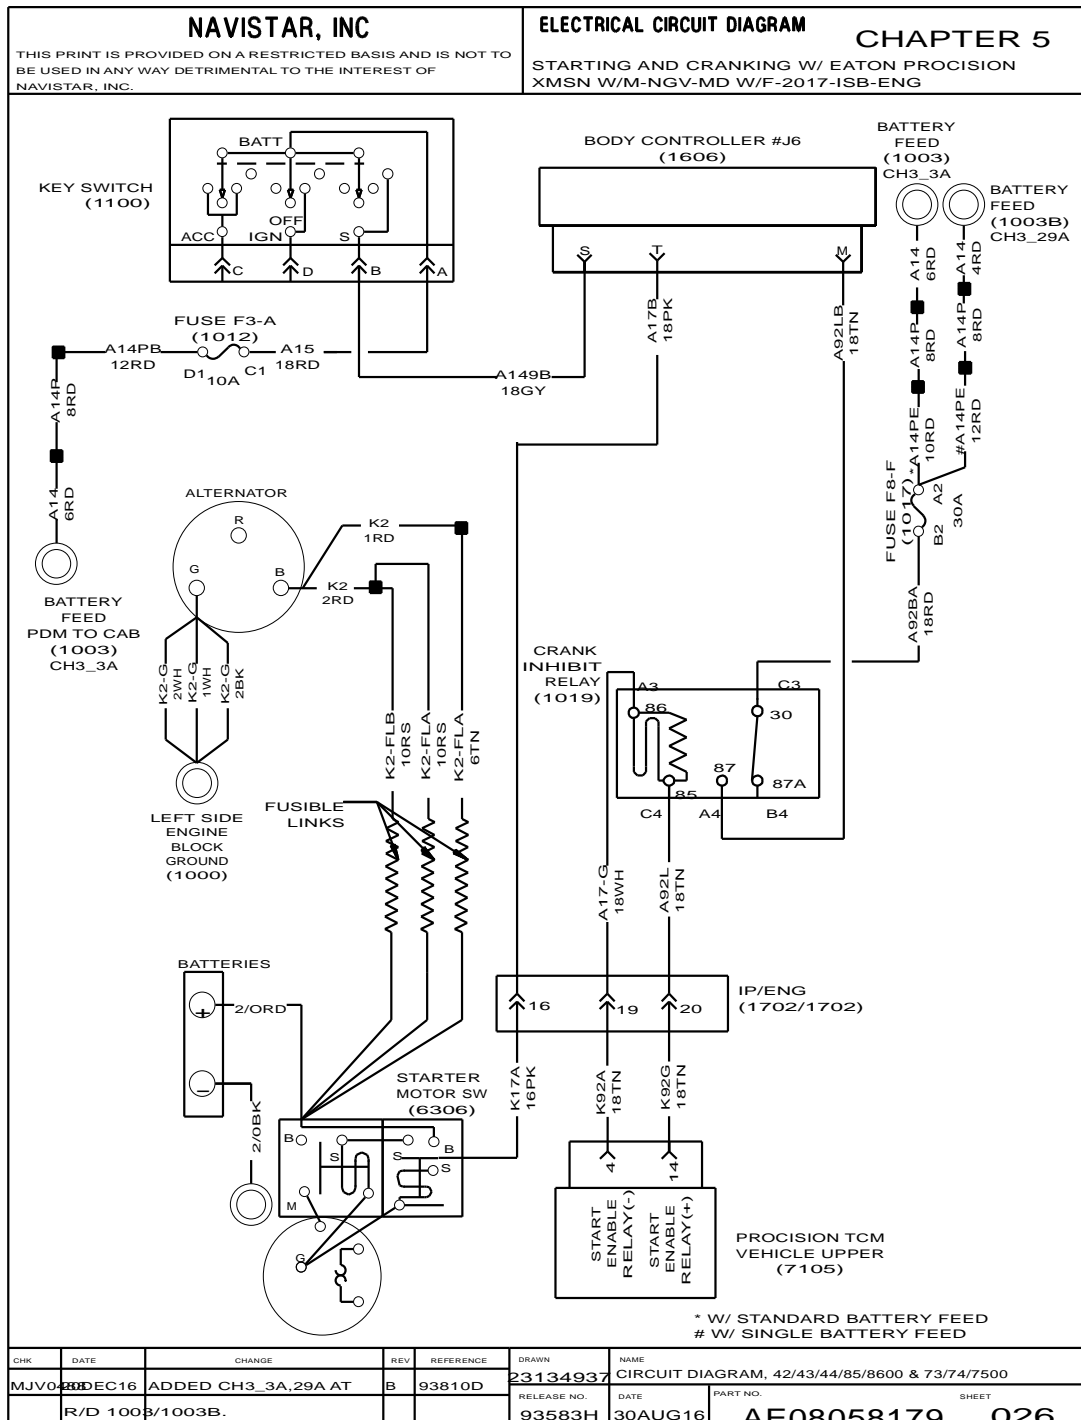 NAVISTAR, INC
THIS PRINT IS PROVIDED ON A RESTRICTED BASIS AND IS NOT TO
BE USED IN ANY WAY DETRIMENTAL TO THE INTEREST OF
NAVISTAR, INC.
ELECTRICAL CIRCUIT DIAGRAM
CHAPTER 5
STARTING AND CRANKING W/ EATON PROCISION
XMSN W/M-NGV-MD W/F-2017-ISB-ENG
KEY SWITCH
(1100)
BATT
OFF
ACC
IGN
S
C
D
B
A
BODY CONTROLLER #J6
(1606)
S
T
M
BATTERY
FEED
(1003)
CH3_3A
BATTERY
FEED
(1003B)
CH3_29A
A14
6RD
A14
4RD
A14P
8RD
A14P
8RD
*A14PE
10RD
#A14PE
12RD
FUSE F8-F
(1017)
A2
B2
30A
A92BA
18RD
FUSE F3-A
(1012)
A14PB
12RD
D1
10A
C1
A15
18RD
A14P
8RD
A14
6RD
BATTERY
FEED
PDM TO CAB
(1003)
CH3_3A
A149B
18GY
A17B
18PK
A92LB
18TN
ALTERNATOR
R
G
B
K2
1RD
K2
2RD
K2-G
2WH
K2-G
1WH
K2-G
2BK
LEFT SIDE
ENGINE
BLOCK
GROUND
(1000)
K2-FLB
10RS
K2-FLA
10RS
K2-FLA
6TN
FUSIBLE
LINKS
CRANK
INHIBIT
RELAY
(1019)
A3
C3
86
30
87
87A
85
C4
A4
B4
A17-G
18WH
A92L
18TN
IP/ENG
(1702/1702)
16
19
20
K17A
16PK
K92A
18TN
K92G
18TN
BATTERIES
+
2/ORD
–
2/0BK
STARTER
MOTOR SW
(6306)
B
S
S
B
S
M
G
4
14
START
ENABLE
RELAY(-)
START
ENABLE
RELAY(+)
PROCISION TCM
VEHICLE UPPER
(7105)
* W/ STANDARD BATTERY FEED
# W/ SINGLE BATTERY FEED
CHK DATE CHANGE REV REFERENCE
DEC16 ADDED CH3_3A,29A AT B 93810D
R/D 1003/1003B.
DRAWN
23134937
NAME
CIRCUIT DIAGRAM, 42/43/44/85/8600 & 73/74/7500
RELEASE NO.
93583H
DATE
30AUG16
PART NO.
AE08058179
SHEET
026